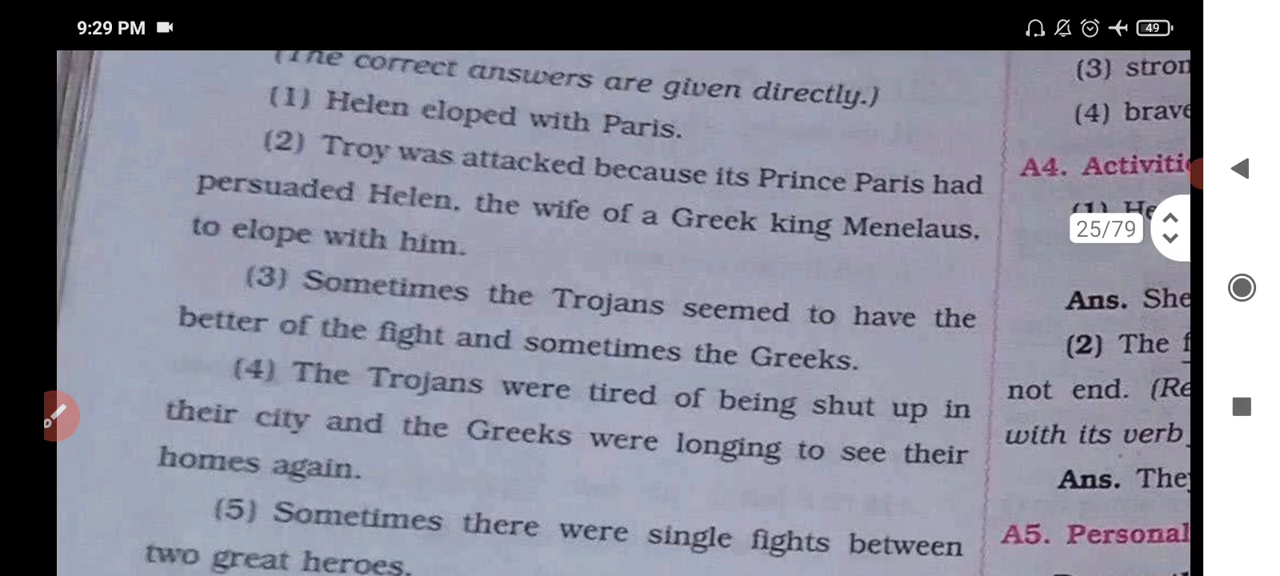 9:29 PM
49
(The correct answers are given directly.)
(1) Helen eloped with Paris.
(2) Troy was attacked because its Prince Paris had
persuaded Helen, the wife of a Greek king Menelaus,
to elope with him.
(3) Sometimes the Trojans seemed to have the
better of the fight and sometimes the Greeks.
(4) The Trojans were tired of being shut up in
their city and the Greeks were longing to see their
homes again.
(5) Sometimes there were single fights between
two great heroes.
(3) stron
(4) brave
A4. Activiti
(1) He
25/79
Ans. She
(2) The f
not end. (Re
with its verb
Ans. They
A5. Personal